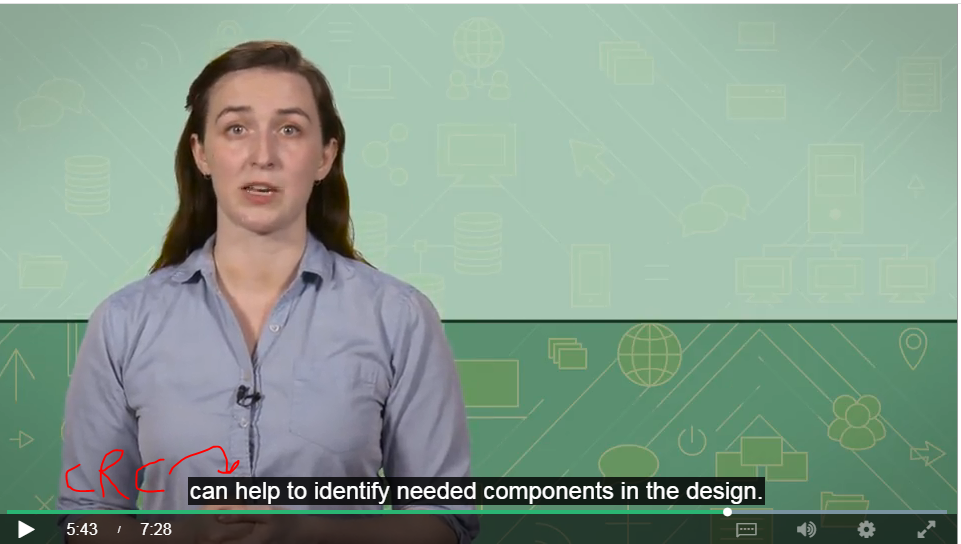 CRC
can help to identify needed components in the design.
5:43 / 7:28